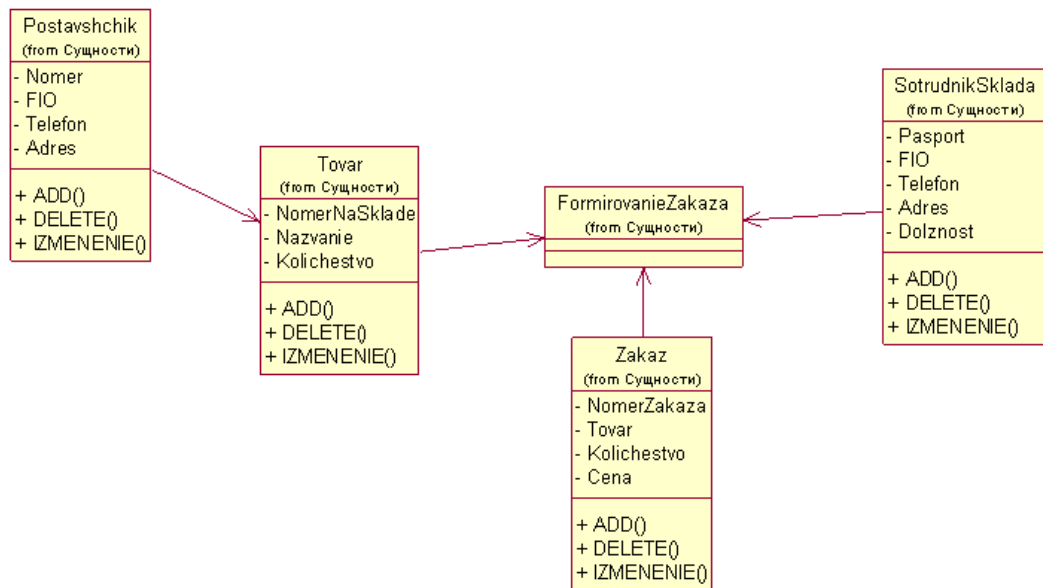 Postavshchik
(from Сущности)
- Nomer
- FIO
- Telefon
- Adres
+ ADD()
+ DELETE()
+ IZMENENIE()
Tovar
(from Сущности)
- NomerNaSklade
- Nazvanie
- Kolichestvo
+ ADD()
+ DELETE()
+ IZMENENIE()
FormirovanieZakaza
(from Сущности)
SotrudnikSklada
(from Сущности)
- Pasport
- FIO
- Telefon
- Adres
- Dolznost
+ ADD()
+ DELETE()
+ IZMENENIE()
Zakaz
(from Сущности)
- NomerZakaza
- Tovar
- Kolichestvo
- Cena
+ ADD()
+ DELETE()
+ IZMENENIE()